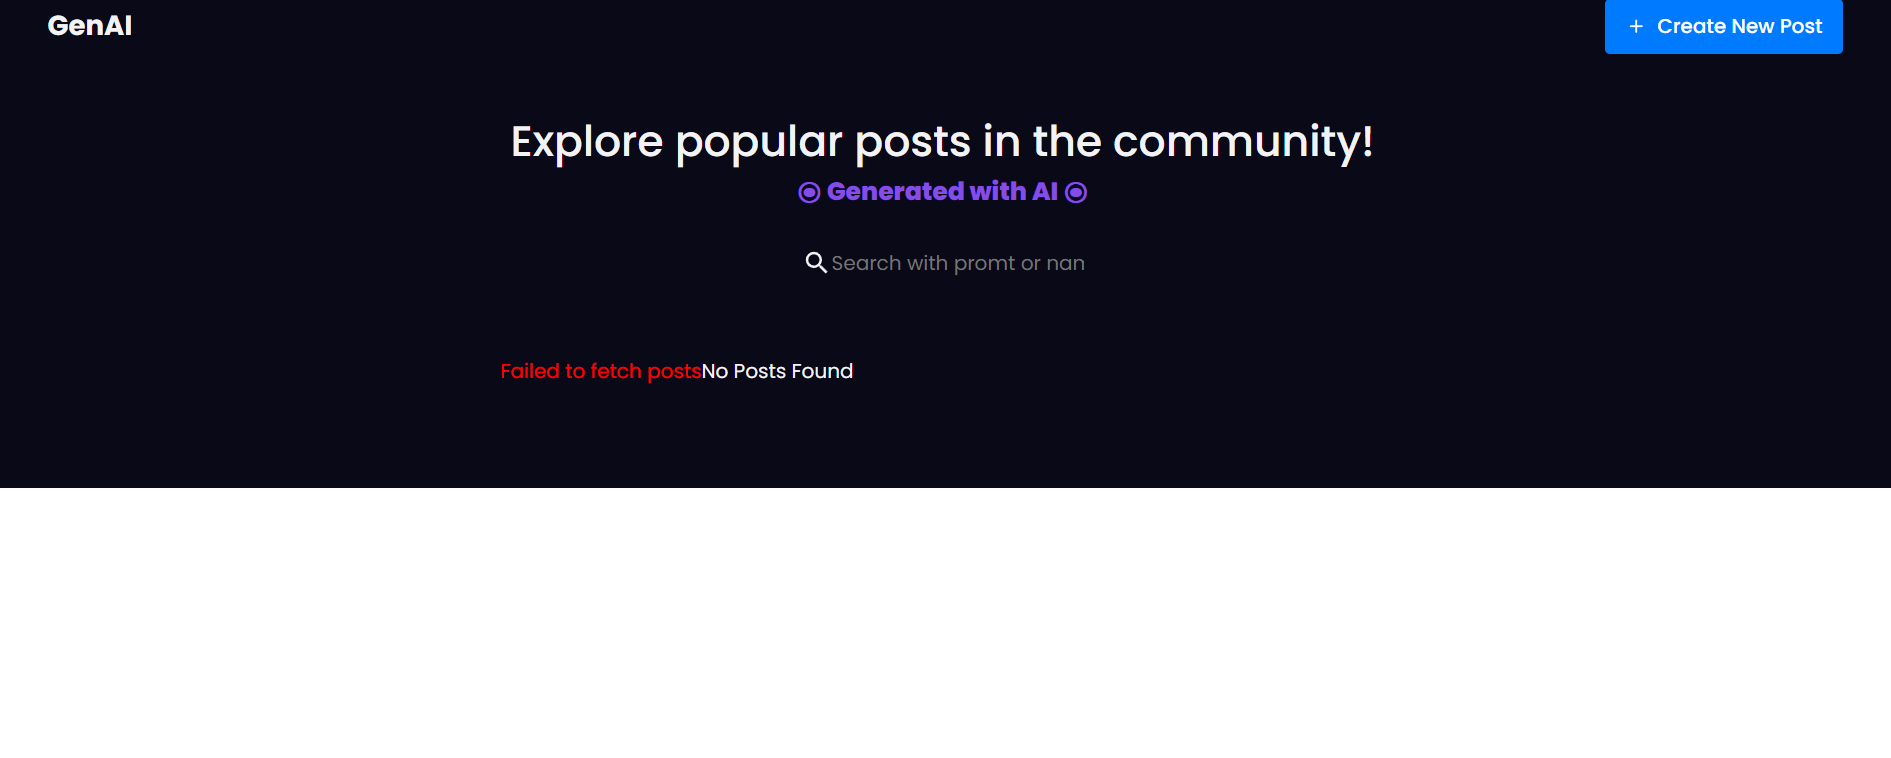 GenAI
+ Create New Post
Explore popular posts in the community!
Generated with AI
Search with promt or nan
Failed to fetch postsNo Posts Found